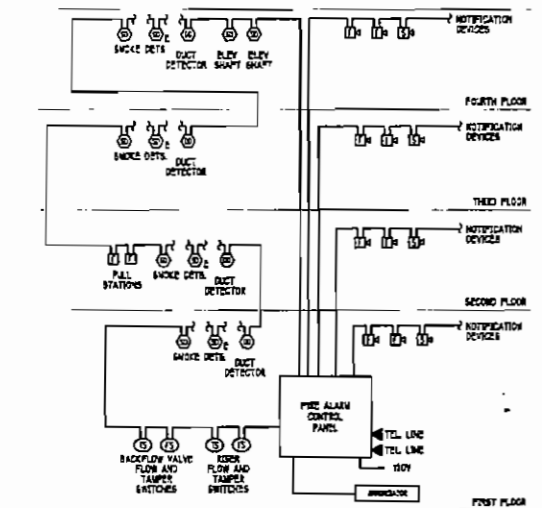 SMOKE DETS.
E
DUCT
DETECTOR
ELEV
SHAFT
ELEV
SHAFT
NOTIFICATION
DEVICES
FOURTH FLOOR
SMOKE DETS.
E
DUCT
DETECTOR
NOTIFICATION
DEVICES
THIRD FLOOR
PULL
STATIONS
SMOKE DETS.
E
DUCT
DETECTOR
NOTIFICATION
DEVICES
SECOND FLOOR
SMOKE DETS.
E
DUCT
DETECTOR
NOTIFICATION
DEVICES
FIRE ALARM
CONTROL
PANEL
TEL. LINE
TEL. LINE
120V
BACKFLOW VALVE
FLOW AND
TAMPER
SWITCHES
RISER
FLOW AND
TAMPER
SWITCHES
ANNUNCIATOR
FIRST FLOOR